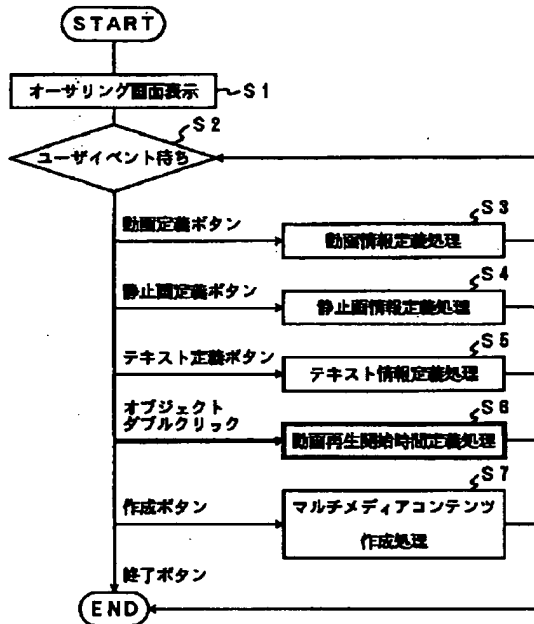 START
オーサリング画面表示
S1
S2
ユーザイベント待ち
動画定義ボタン
S3
動画情報定義処理
静止画定義ボタン
S4
静止画情報定義処理
テキスト定義ボタン
S5
テキスト情報定義処理
オブジェクト
ダブルクリック
S6
動画再生開始時間定義処理
作成ボタン
S7
マルチメディアコンテンツ
作成処理
終了ボタン
END